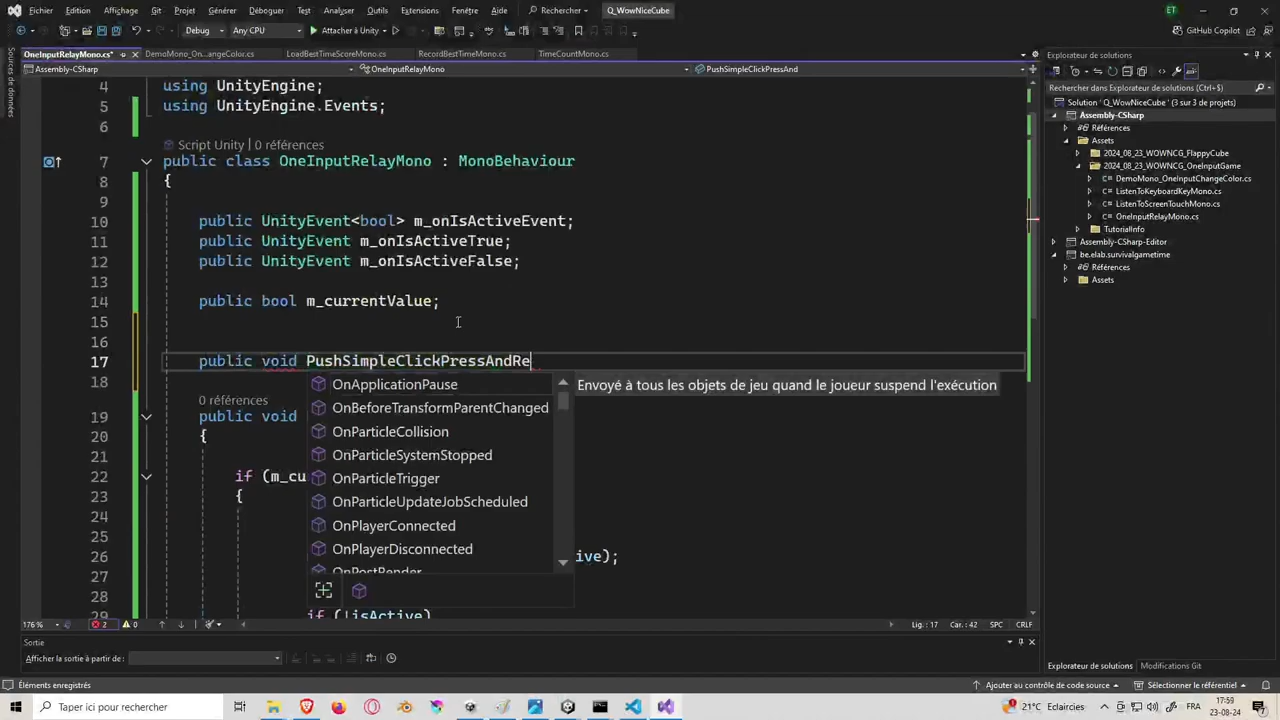 Fichier Edition Affichage Git Projet Générer Déboguer Test Analyser Outils Extensions Fenêtre Aide Rechercher Q_WowNiceCube ET
Debug Any CPU Attacher à Unity GitHub Copilot
OneInputRelayMono.cs DemoMono_On...hangeColor.cs LoadBestTimeScoreMono.cs RecordBestTimeMono.cs TimeCountMono.cs
Explorateur de solutions
Assembly-CSharp OneInputRelayMono PushSimpleClickPressAnd
Sources de données
Rechercher dans Explorateur de solutions (Ctrl+$)
Solution 'Q_WowNiceCube' (3 sur 3 de projets)
Assembly-CSharp
Références
Assets
2024_08_23_WOWNCG_FlappyCube
2024_08_23_WOWNCG_OneInputGame
DemoMono_OneInputChangeColor.cs
ListenToKeyboardKeyMono.cs
ListenToScreenTouchMono.cs
OneInputRelayMono.cs
TutorialInfo
Assembly-CSharp-Editor
be.elab.survivalgametime
Références
Assets
4 using UnityEngine;
5 using UnityEngine.Events;
6
Script Unity | 0 références
7 public class OneInputRelayMono : MonoBehaviour
8 {
9
10 public UnityEvent<bool> m_onIsActiveEvent;
11 public UnityEvent m_onIsActiveTrue;
12 public UnityEvent m_onIsActiveFalse;
13
14 public bool m_currentValue;
15
16
17 public void PushSimpleClickPressAndRe
18
OnApplicationPause Envoyé à tous les objets de jeu quand le joueur suspend l'exécution
OnBeforeTransformParentChanged
OnParticleCollision
OnParticleSystemStopped
OnParticleTrigger
OnParticleUpdateJobScheduled
OnPlayerConnected
OnPlayerDisconnected
OnPostRender
0 références
19 public void
20 {
21
22 if (m_cu
23 {
24
25
26 ive);
27
28
29 if (!isActive)
176 % 2 0 Lig : 17 Car : 42 SPC CRLF
Sortie
Afficher la sortie à partir de :
Explorateur de solutions Modifications Git
Éléments enregistrés Ajouter au contrôle de code source Sélectionner le référentiel
Taper ici pour rechercher 21°C Éclaircies FRA 17:59 23-08-24